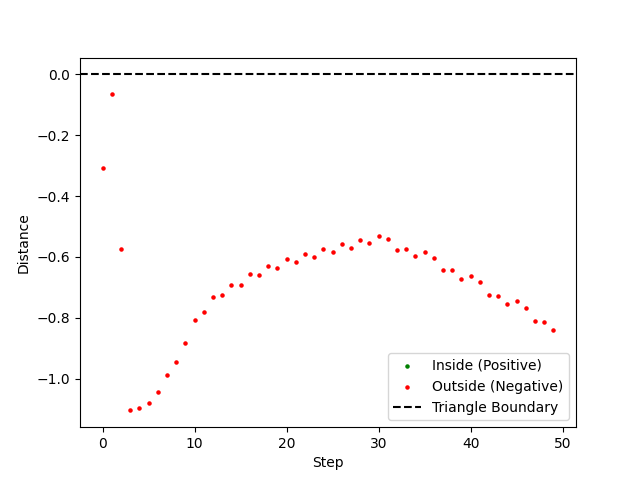 0.0
−0.2
−0.4
−0.6
−0.8
−1.0
Distance
0 10 20 30 40 50
Step
Inside (Positive)
Outside (Negative)
Triangle Boundary